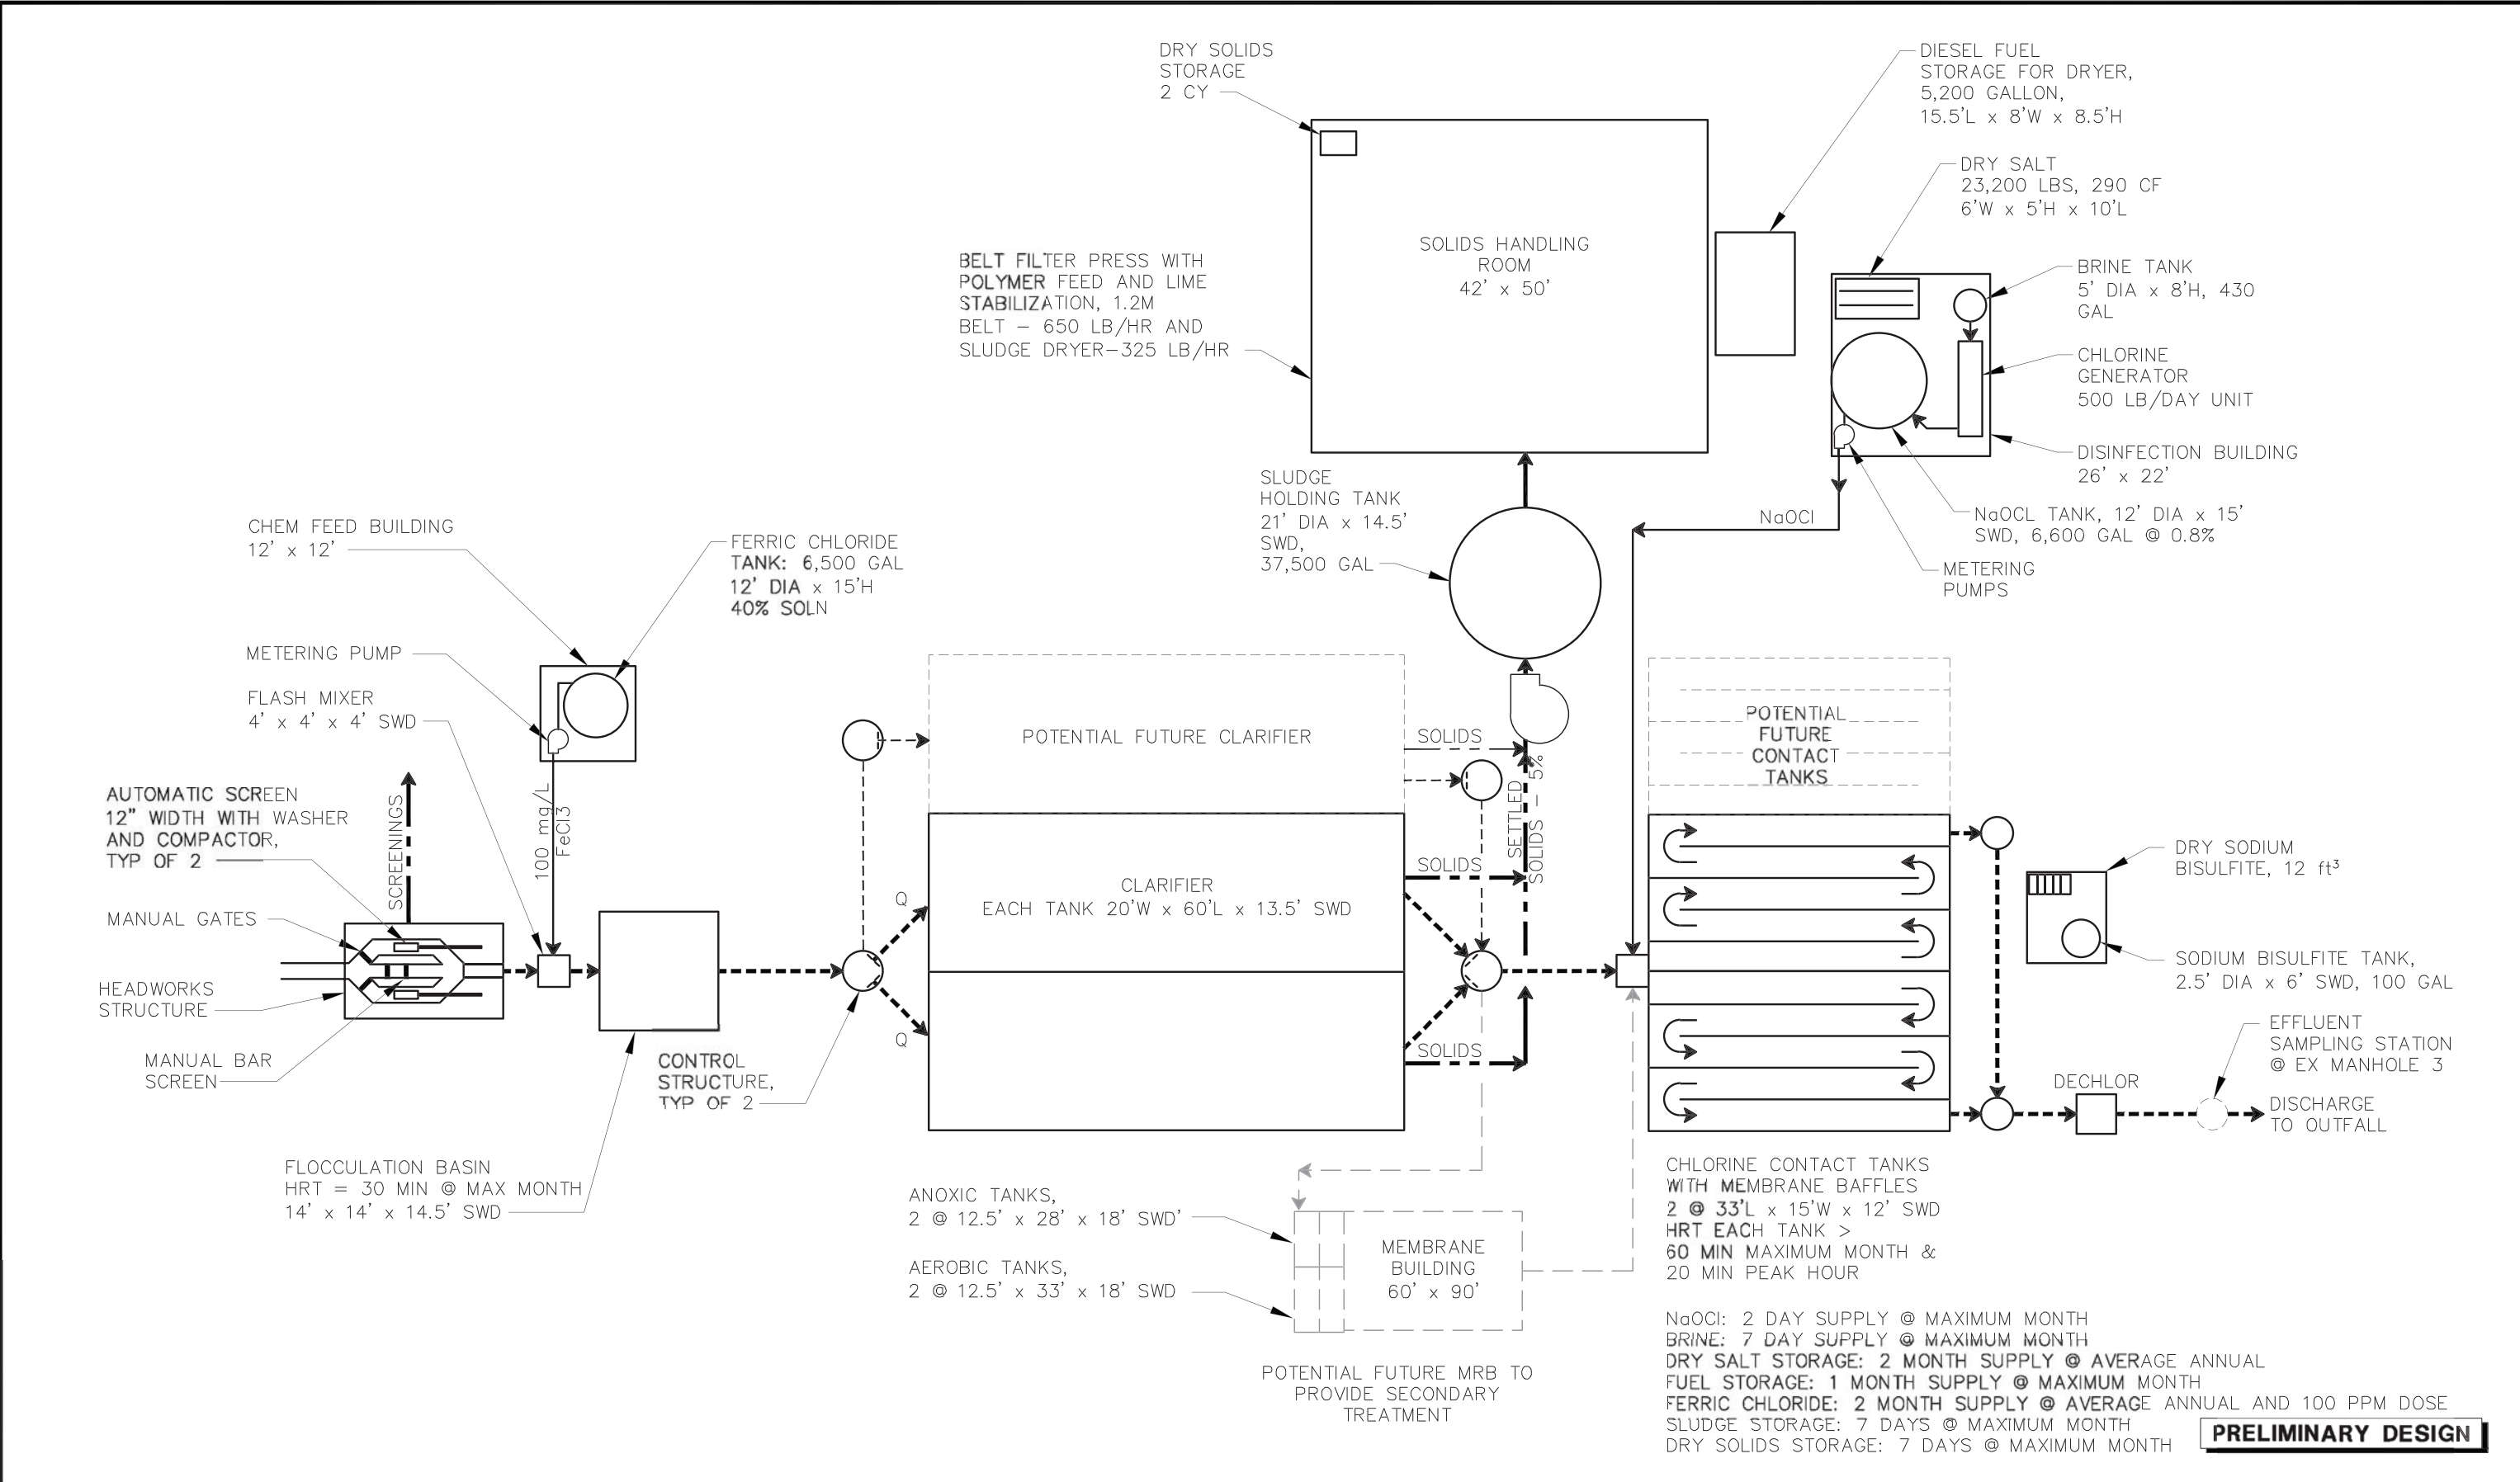 DRY SOLIDS
STORAGE
2 CY
DIESEL FUEL
STORAGE FOR DRYER,
5,200 GALLON,
15.5'L x 8'W x 8.5'H
DRY SALT
23,200 LBS, 290 CF
6'W x 5'H x 10'L
SOLIDS HANDLING
ROOM
42' x 50'
BELT FILTER PRESS WITH
POLYMER FEED AND LIME
STABILIZATION, 1.2M
BELT – 650 LB/HR AND
SLUDGE DRYER–325 LB/HR
BRINE TANK
5' DIA x 8'H, 430
GAL
CHLORINE
GENERATOR
500 LB/DAY UNIT
DISINFECTION BUILDING
26' x 22'
NaOCL TANK, 12' DIA x 15'
SWD, 6,600 GAL @ 0.8%
METERING
PUMPS
NaOCl
SLUDGE
HOLDING TANK
21' DIA x 14.5'
SWD,
37,500 GAL
CHEM FEED BUILDING
12' x 12'
FERRIC CHLORIDE
TANK: 6,500 GAL
12' DIA x 15'H
40% SOLN
METERING PUMP
FLASH MIXER
4' x 4' x 4' SWD
AUTOMATIC SCREEN
12" WIDTH WITH WASHER
AND COMPACTOR,
TYP OF 2
SCREENINGS
100 mg/L
FeCl3
MANUAL GATES
HEADWORKS
STRUCTURE
MANUAL BAR
SCREEN
FLOCCULATION BASIN
HRT = 30 MIN @ MAX MONTH
14' x 14' x 14.5' SWD
CONTROL
STRUCTURE,
TYP OF 2
Q
Q
POTENTIAL FUTURE CLARIFIER
CLARIFIER
EACH TANK 20'W x 60'L x 13.5' SWD
SOLIDS
SOLIDS
SOLIDS
SETTLED
SOLIDS – 5%
POTENTIAL
FUTURE
CONTACT
TANKS
DRY SODIUM
BISULFITE, 12 ft³
SODIUM BISULFITE TANK,
2.5' DIA x 6' SWD, 100 GAL
EFFLUENT
SAMPLING STATION
@ EX MANHOLE 3
DECHLOR
DISCHARGE
TO OUTFALL
ANOXIC TANKS,
2 @ 12.5' x 28' x 18' SWD'
AEROBIC TANKS,
2 @ 12.5' x 33' x 18' SWD
MEMBRANE
BUILDING
60' x 90'
POTENTIAL FUTURE MRB TO
PROVIDE SECONDARY
TREATMENT
CHLORINE CONTACT TANKS
WITH MEMBRANE BAFFLES
2 @ 33'L x 15'W x 12' SWD
HRT EACH TANK >
60 MIN MAXIMUM MONTH &
20 MIN PEAK HOUR
NaOCl: 2 DAY SUPPLY @ MAXIMUM MONTH
BRINE: 7 DAY SUPPLY @ MAXIMUM MONTH
DRY SALT STORAGE: 2 MONTH SUPPLY @ AVERAGE ANNUAL
FUEL STORAGE: 1 MONTH SUPPLY @ MAXIMUM MONTH
FERRIC CHLORIDE: 2 MONTH SUPPLY @ AVERAGE ANNUAL AND 100 PPM DOSE
SLUDGE STORAGE: 7 DAYS @ MAXIMUM MONTH
DRY SOLIDS STORAGE: 7 DAYS @ MAXIMUM MONTH
PRELIMINARY DESIGN